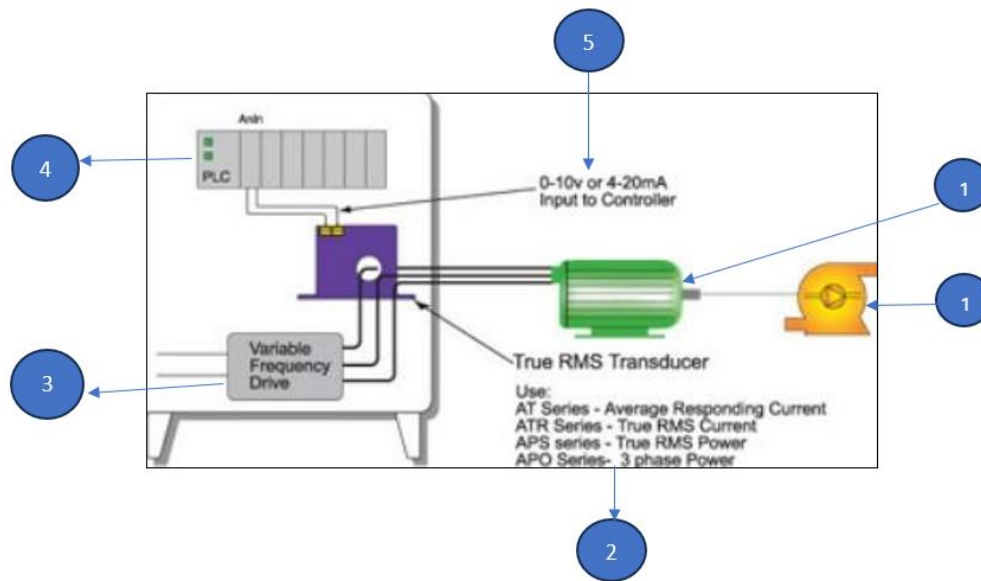 5
AnIn
4
PLC
0-10v or 4-20mA
Input to Controller
1
1
3
Variable
Frequency
Drive
True RMS Transducer
Use:
AT Series - Average Responding Current
ATR Series - True RMS Current
APS series - True RMS Power
APO Series- 3 phase Power
2